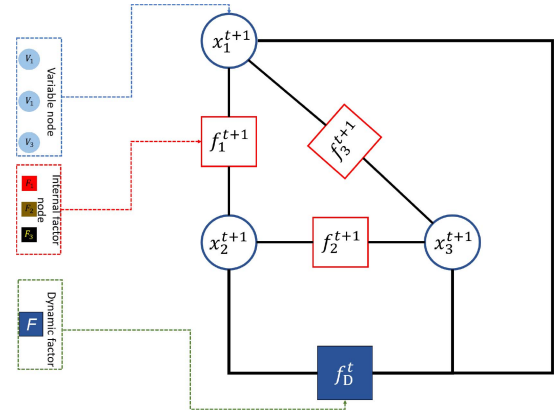 V₁
V₁
V₃
Variable node
F₁
F₂
F₃
Internal factor
node
F
Dynamic factor
x₁ᵗ⁺¹
f₁ᵗ⁺¹
f₃ᵗ⁺¹
x₂ᵗ⁺¹
f₂ᵗ⁺¹
x₃ᵗ⁺¹
f_Dᵗ